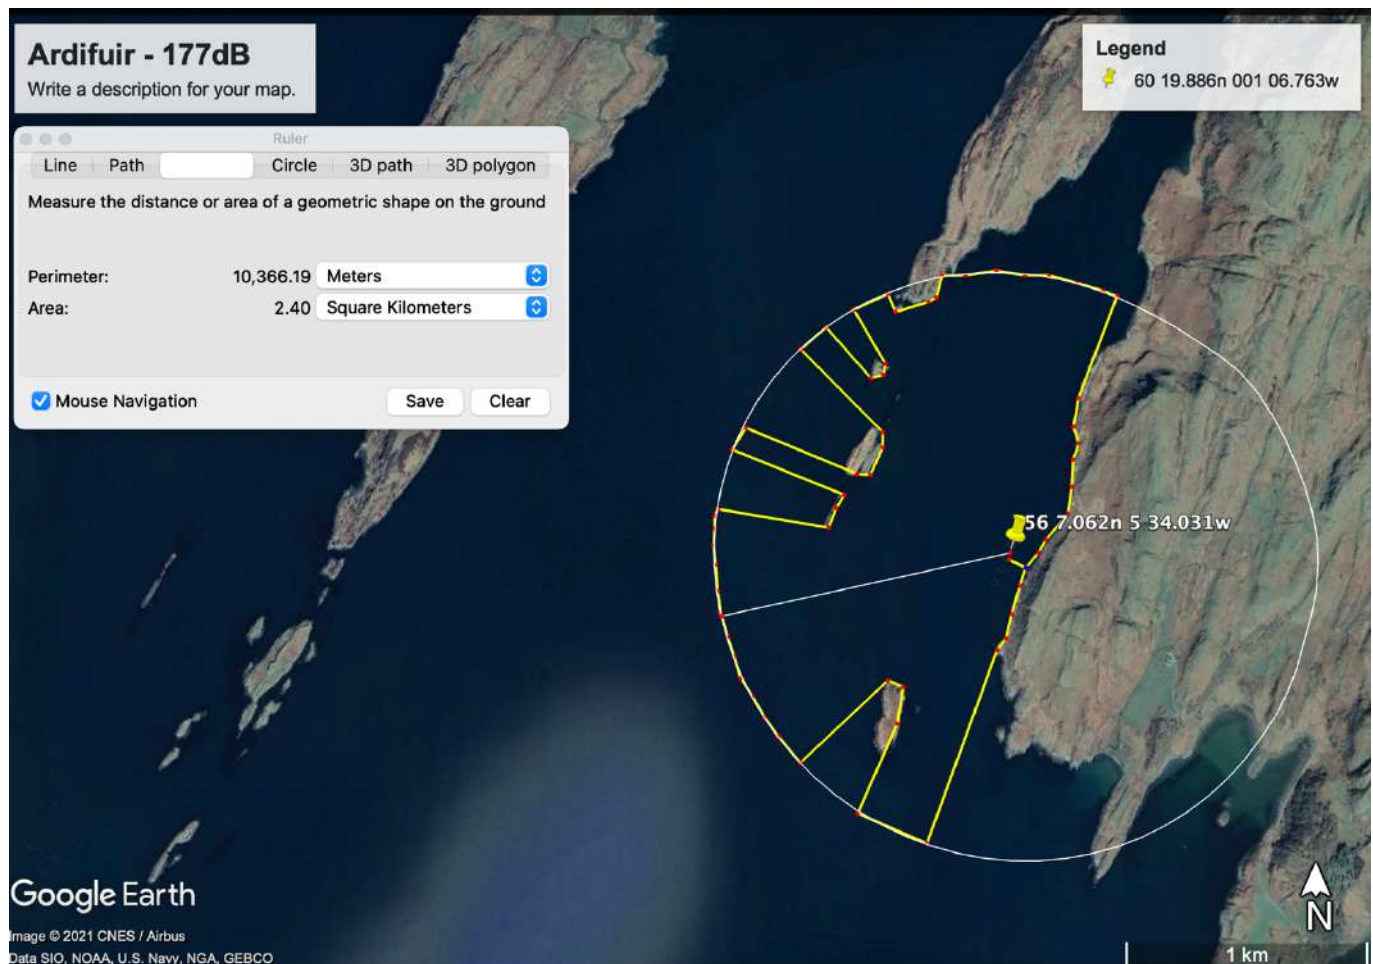 Ardifuir - 177dB
Write a description for your map.
Legend
60 19.886n 001 06.763w
Ruler
Line Path Circle 3D path 3D polygon
Measure the distance or area of a geometric shape on the ground
Perimeter: 10,366.19 Meters
Area: 2.40 Square Kilometers
Mouse Navigation Save Clear
56 7.062n 5 34.031w
Google Earth
Image © 2021 CNES / Airbus
Data SIO, NOAA, U.S. Navy, NGA, GEBCO
N
1 km